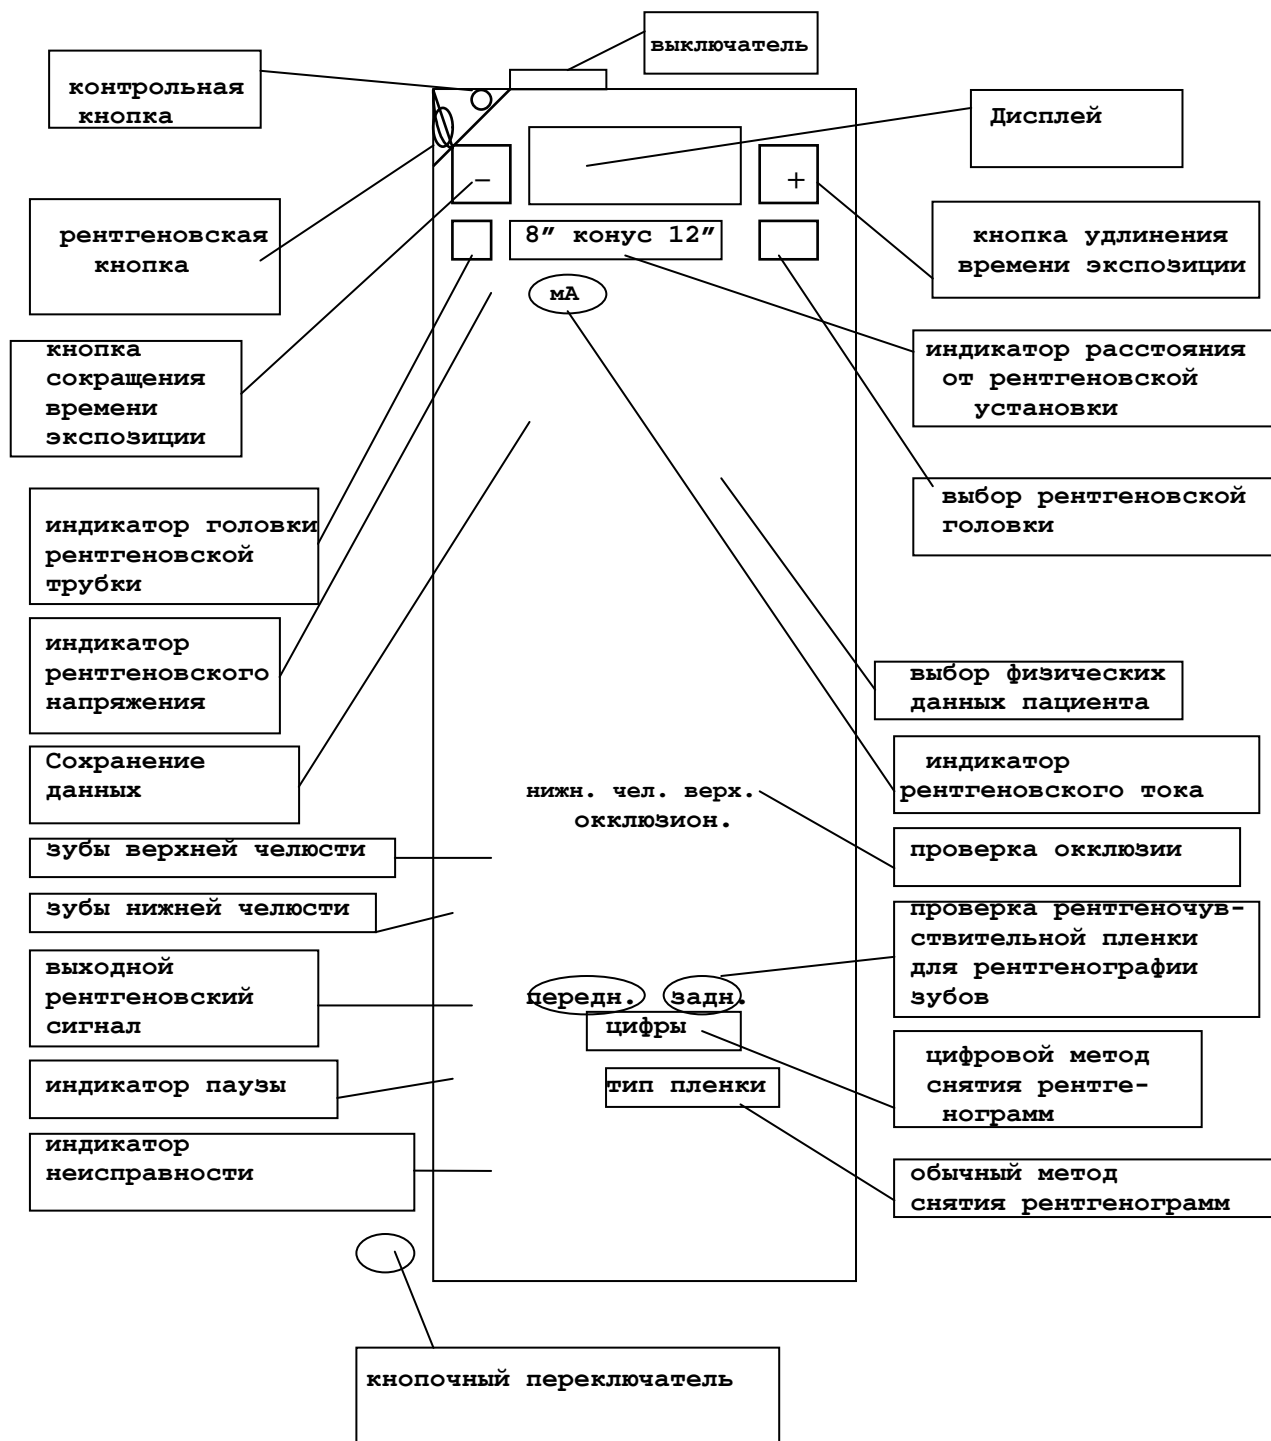 выключатель
контрольная
кнопка
Дисплей
-
+
рентгеновская
кнопка
8″ конус 12″
кнопка удлинения
времени экспозиции
мА
кнопка
сокращения
времени
экспозиции
индикатор расстояния
от рентгеновской
установки
индикатор головки
рентгеновской
трубки
выбор рентгеновской
головки
индикатор
рентгеновского
напряжения
выбор физических
данных пациента
Сохранение
данных
индикатор
рентгеновского тока
нижн. чел. верх.
окклюзион.
зубы верхней челюсти
проверка окклюзии
зубы нижней челюсти
проверка рентгеночув-
ствительной пленки
для рентгенографии
зубов
выходной
рентгеновский
сигнал
передн. задн.
цифры
цифровой метод
снятия рентге-
нограмм
индикатор паузы
тип пленки
индикатор
неисправности
обычный метод
снятия рентгенограмм
кнопочный переключатель